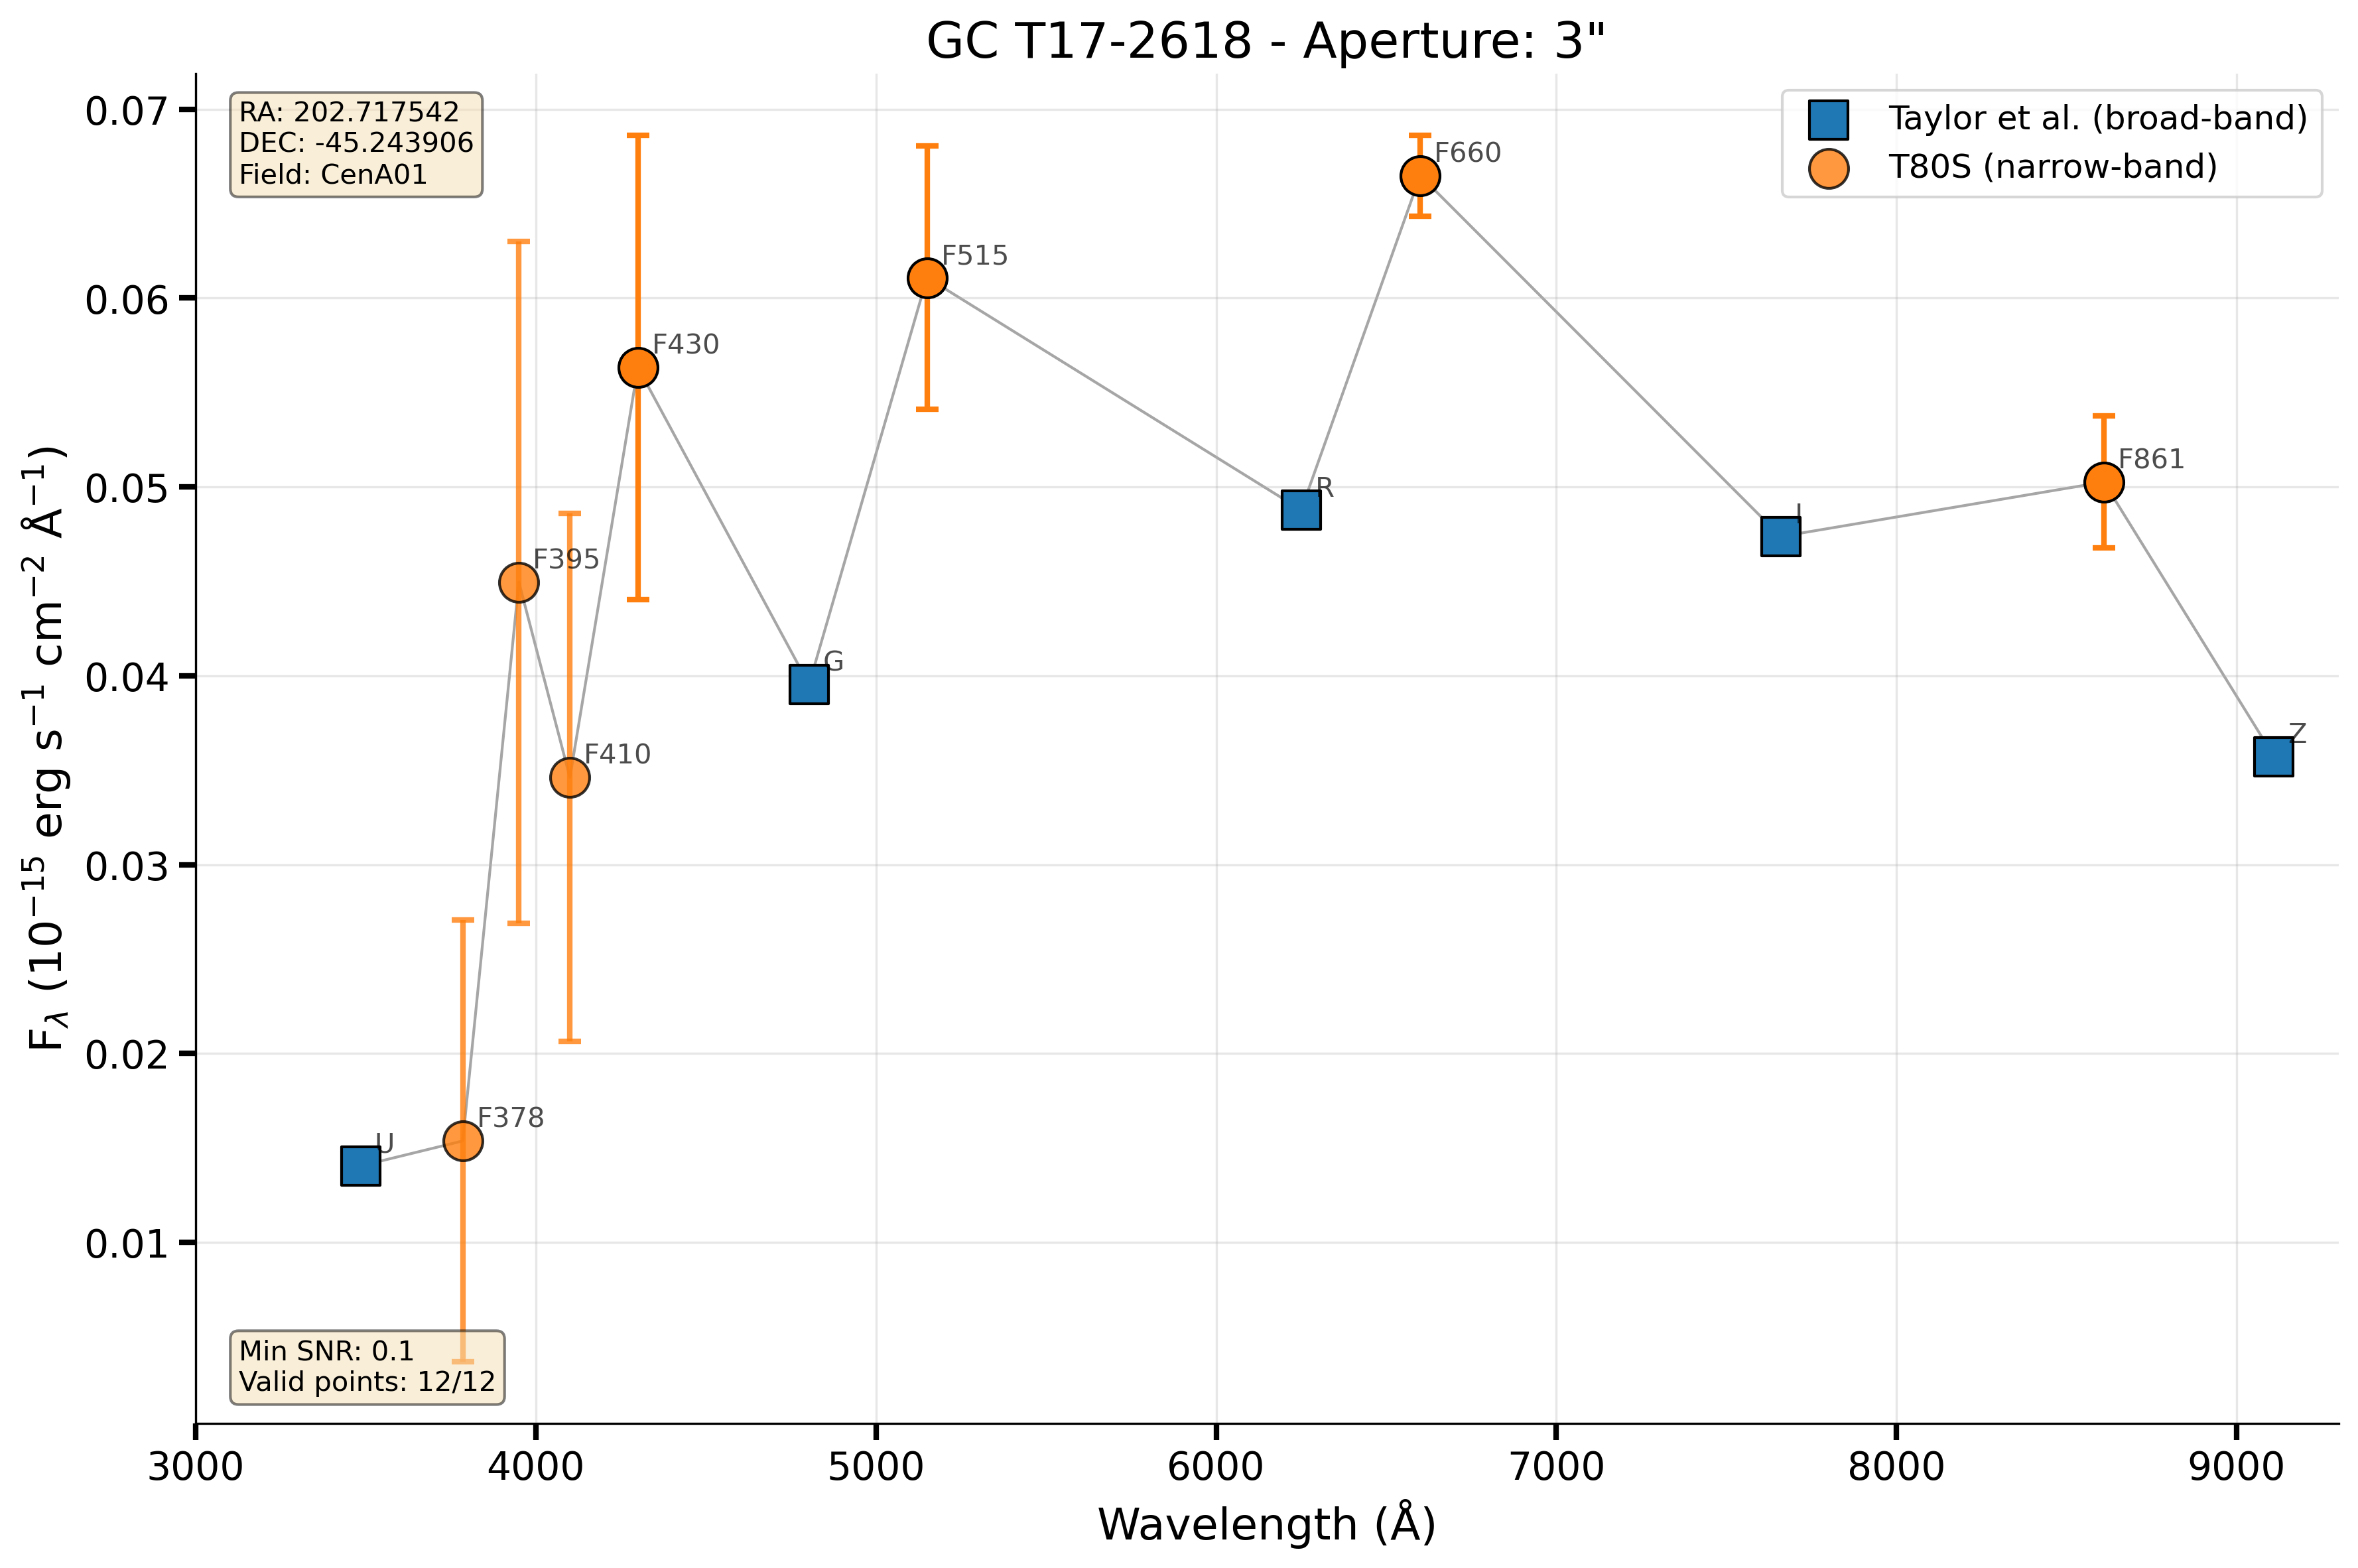 GC T17-2618 - Aperture: 3"
RA: 202.717542
DEC: -45.243906
Field: CenA01
Taylor et al. (broad-band)
T80S (narrow-band)
0.07
0.06
0.05
0.04
0.03
0.02
0.01
F_λ (10⁻¹⁵ erg s⁻¹ cm⁻² Å⁻¹)
U
F378
F395
F410
F430
G
F515
R
F660
I
F861
Z
Min SNR: 0.1
Valid points: 12/12
3000
4000
5000
6000
7000
8000
9000
Wavelength (Å)